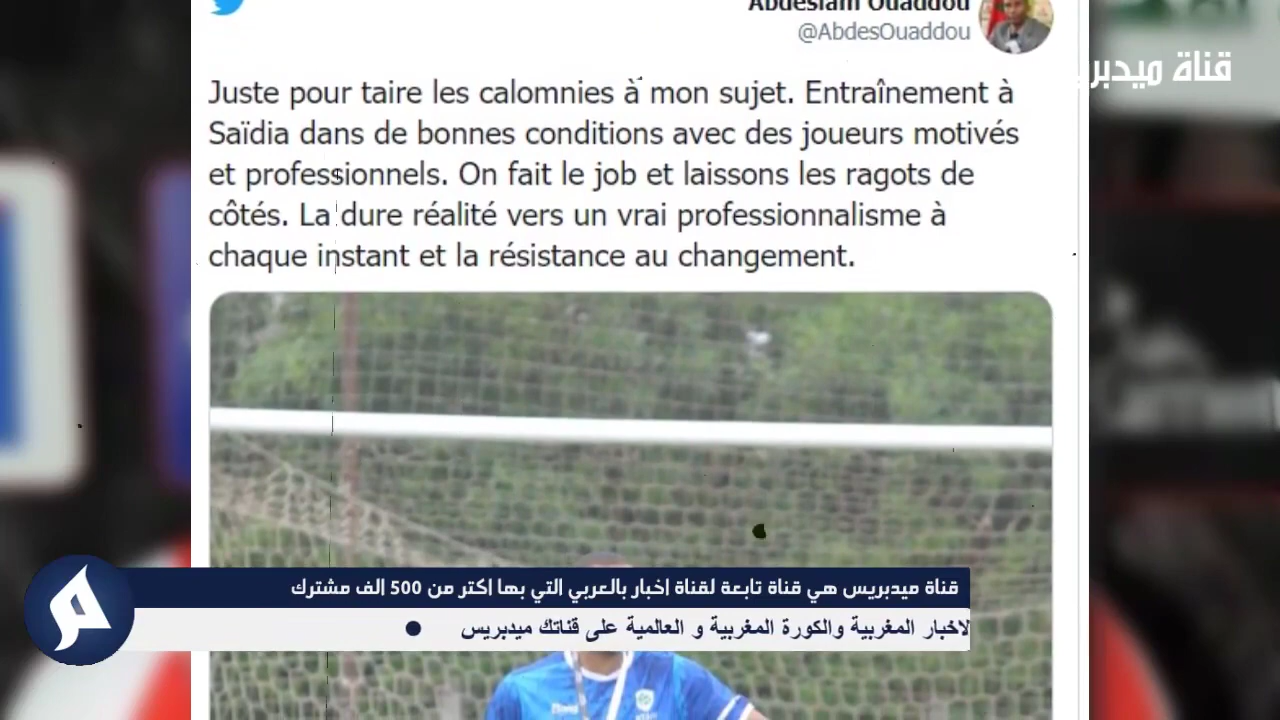 Abdeslam Ouaddou
@AbdesOuaddou
قناة ميدبريس
Juste pour taire les calomnies à mon sujet. Entraînement à
Saïdia dans de bonnes conditions avec des joueurs motivés
et professionnels. On fait le job et laissons les ragots de
côtés. La dure réalité vers un vrai professionnalisme à
chaque instant et la résistance au changement.
قناة ميدبريس هي قناة تابعة لقناة اخبار بالعربي التي بها اكتر من 500 الف مشترك
لاخبار المغربية والكورة المغربية و العالمية على قناتك ميدبريس